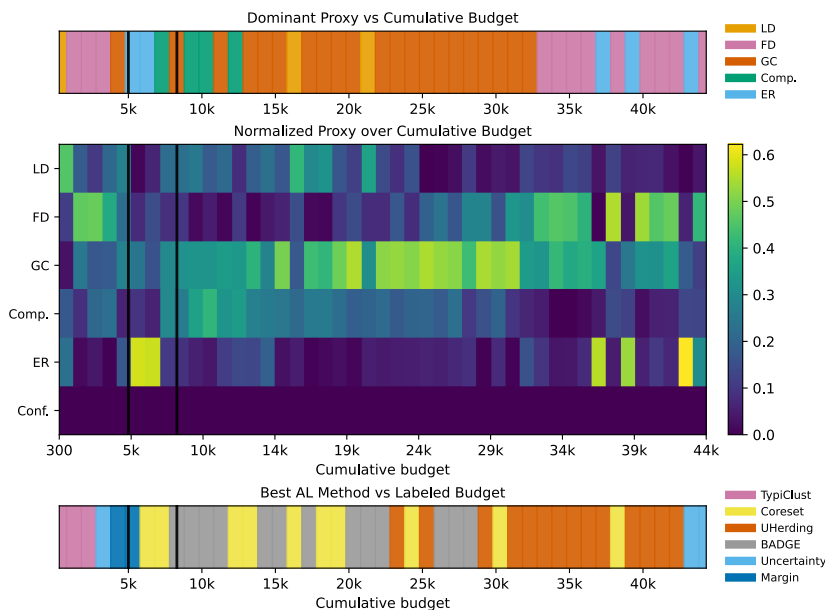 Dominant Proxy vs Cumulative Budget
LD
FD
GC
Comp.
ER
5k 10k 15k 20k 25k 30k 35k 40k
Normalized Proxy over Cumulative Budget
LD
FD
GC
Comp.
ER
Conf.
0.6
0.5
0.4
0.3
0.2
0.1
0.0
300 5k 10k 14k 19k 24k 29k 34k 39k 44k
Cumulative budget
Best AL Method vs Labeled Budget
TypiClust
Coreset
UHerding
BADGE
Uncertainty
Margin
5k 10k 15k 20k 25k 30k 35k 40k
Cumulative budget